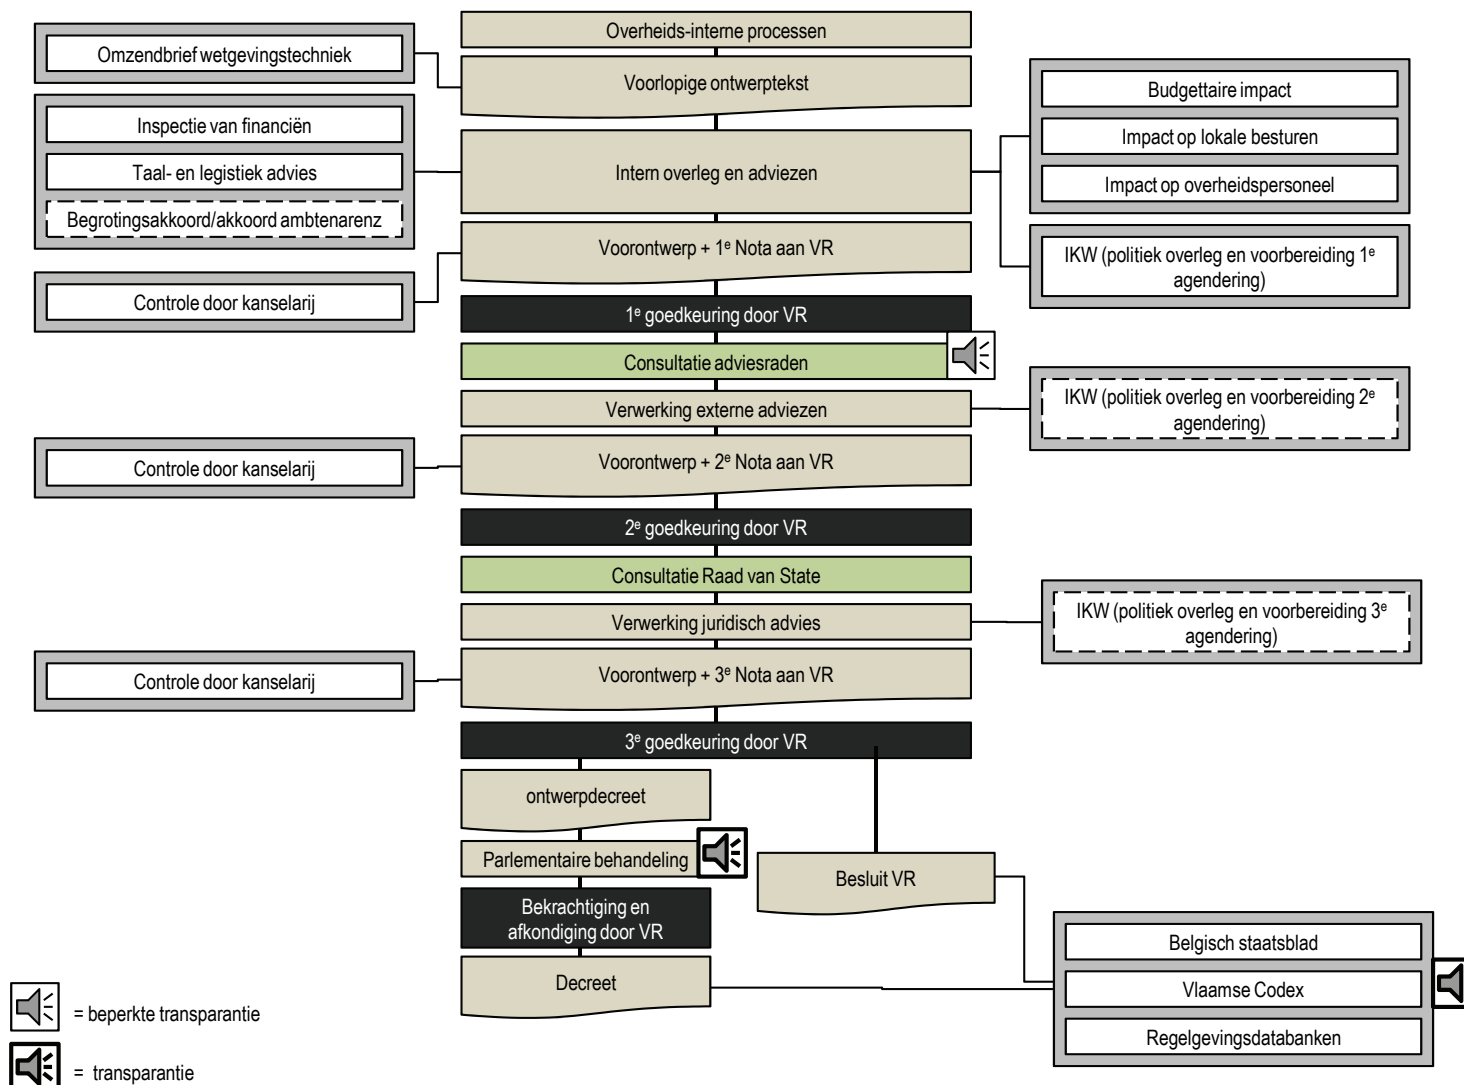 Overheids-interne processen
Omzendbrief wetgevingstechniek
Voorlopige ontwerptekst
Budgettaire impact
Impact op lokale besturen
Impact op overheidspersoneel
Inspectie van financiën
Taal- en legistiek advies
Begrotingsakkoord/akkoord ambtenarenz
Intern overleg en adviezen
IKW (politiek overleg en voorbereiding 1e
agendering)
Voorontwerp + 1e Nota aan VR
Controle door kanselarij
1e goedkeuring door VR
Consultatie adviesraden
Verwerking externe adviezen
IKW (politiek overleg en voorbereiding 2e
agendering)
Voorontwerp + 2e Nota aan VR
Controle door kanselarij
2e goedkeuring door VR
Consultatie Raad van State
Verwerking juridisch advies
IKW (politiek overleg en voorbereiding 3e
agendering)
Voorontwerp + 3e Nota aan VR
Controle door kanselarij
3e goedkeuring door VR
ontwerpdecreet
Parlementaire behandeling
Besluit VR
Bekrachtiging en
afkondiging door VR
Decreet
Belgisch staatsblad
Vlaamse Codex
Regelgevingsdatabanken
= beperkte transparantie
= transparantie